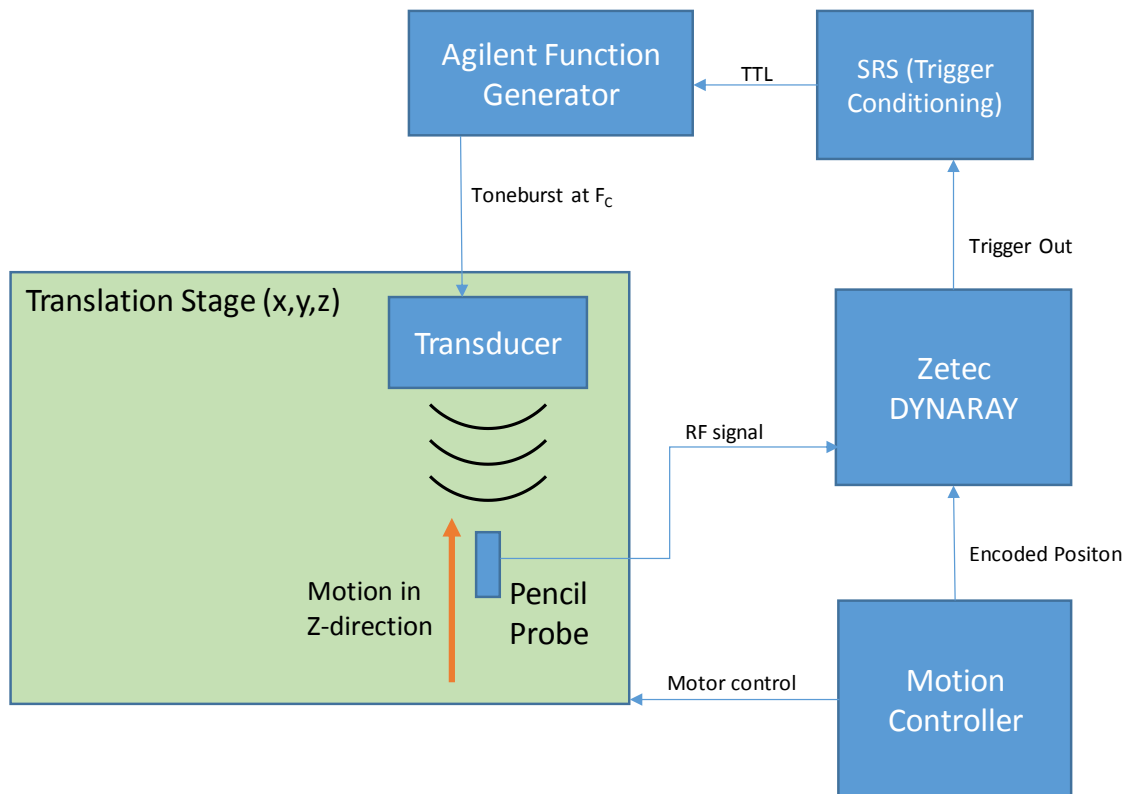 Agilent Function
Generator
TTL
SRS (Trigger
Conditioning)
Toneburst at F_C
Trigger Out
Translation Stage (x,y,z)
Transducer
Zetec
DYNARAY
RF signal
Encoded Positon
Motion in
Z-direction
Pencil
Probe
Motor control
Motion
Controller